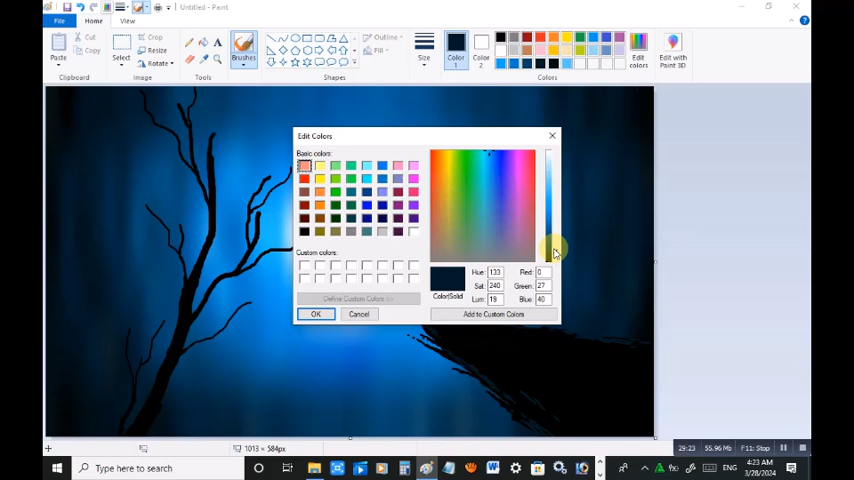 Untitled - Paint
File
Home
View
Paste
Cut
Copy
Clipboard
Select
Crop
Resize
Rotate
Image
Tools
Brushes
Outline
Fill
Shapes
Size
Color
1
Color
2
Colors
Edit
colors
Edit with
Paint 3D
Edit Colors
Basic colors:
Custom colors:
Define Custom Colors >>
OK
Cancel
Color|Solid
Hue: 133
Sat: 240
Lum: 19
Red: 0
Green: 27
Blue: 40
Add to Custom Colors
1013 × 584px
29:23
55.96 Mb
F11: Stop
Type here to search
ENG
4:23 AM
3/28/2024